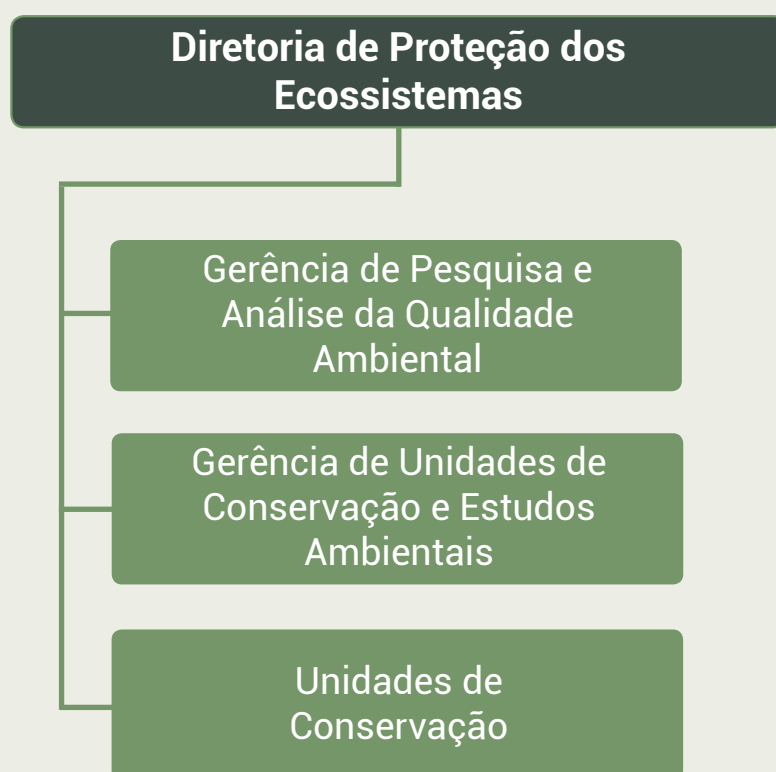 Diretoria de Proteção dos
Ecossistemas
Gerência de Pesquisa e
Análise da Qualidade
Ambiental
Gerência de Unidades de
Conservação e Estudos
Ambientais
Unidades de
Conservação